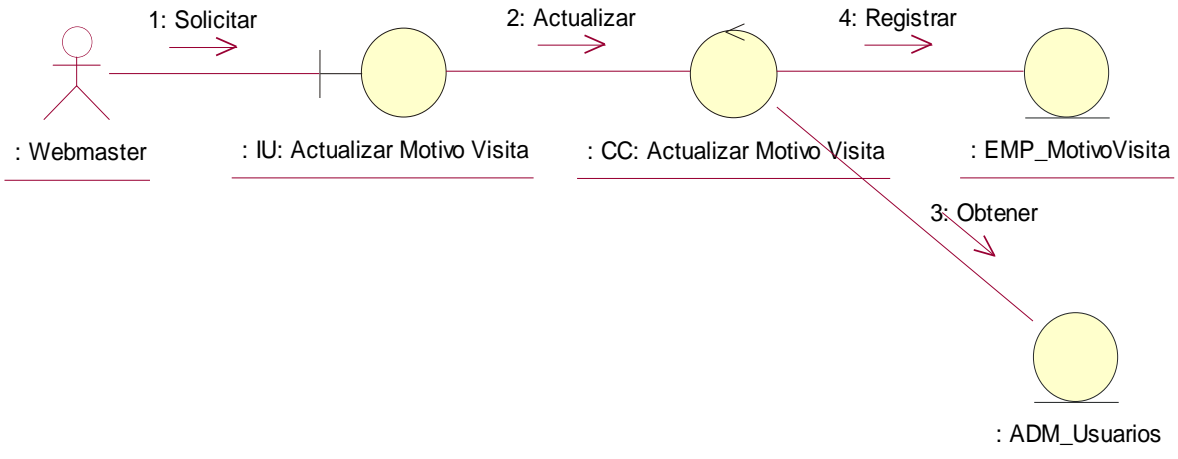 1: Solicitar
2: Actualizar
4: Registrar
: Webmaster
: IU: Actualizar Motivo Visita
: CC: Actualizar Motivo Visita
: EMP_MotivoVisita
3: Obtener
: ADM_Usuarios